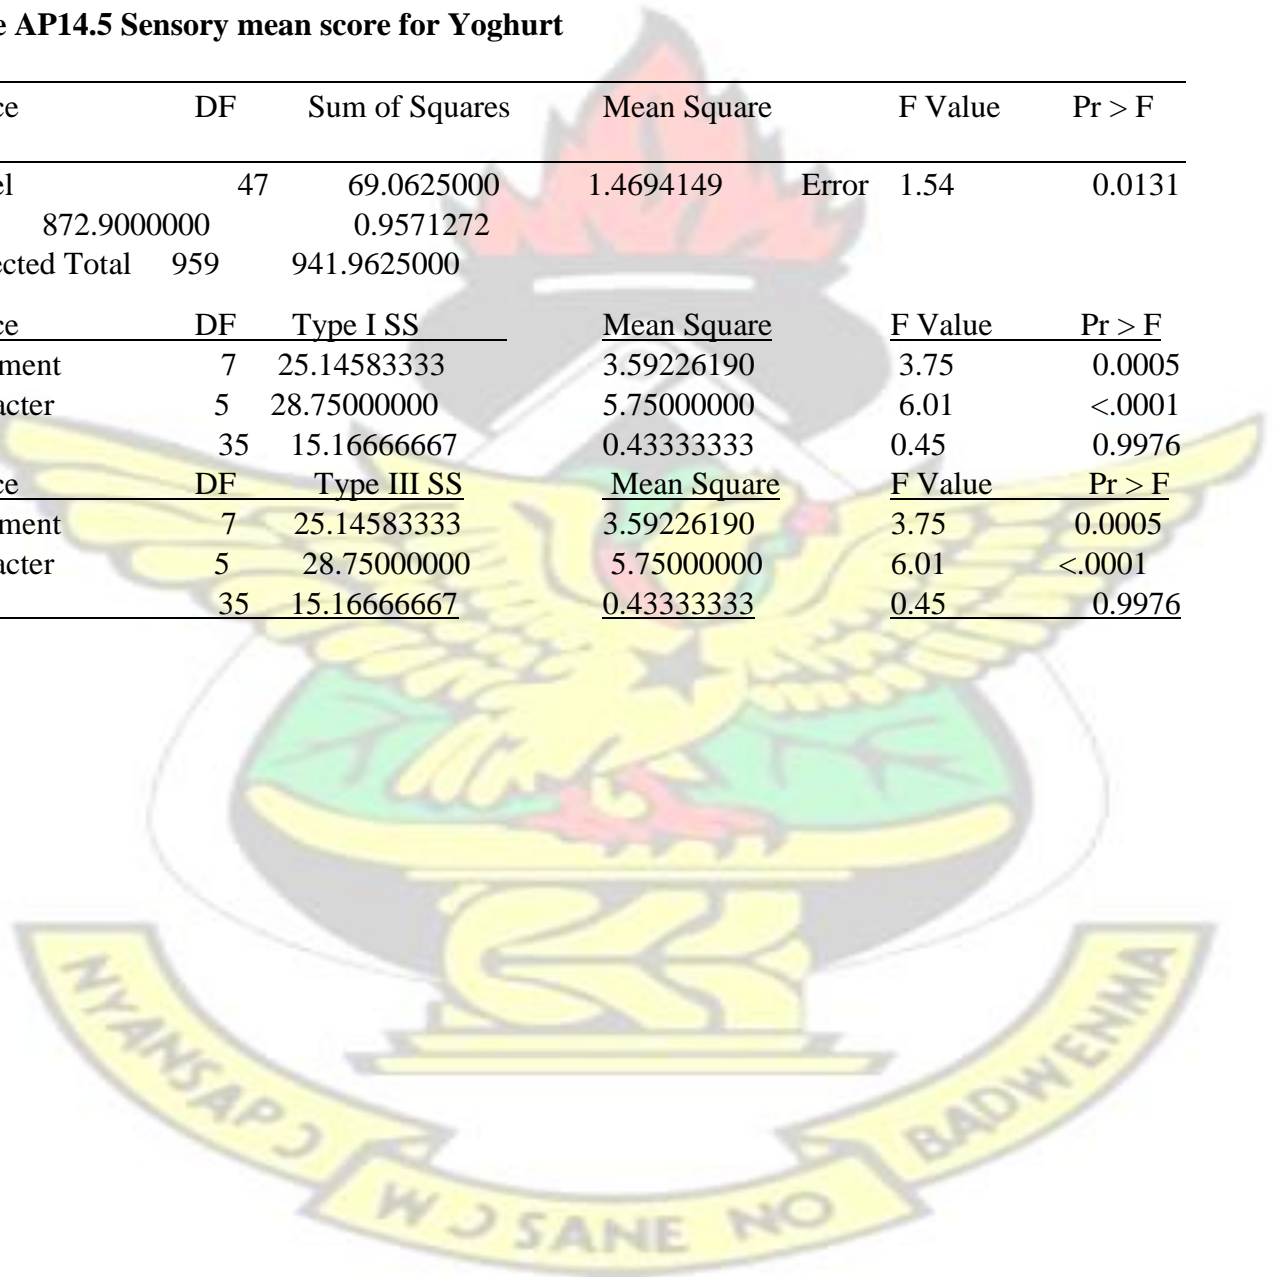 e AP14.5 Sensory mean score for Yoghurt
ce DF Sum of Squares Mean Square F Value Pr > F
el 47 69.0625000 1.4694149 Error 1.54 0.0131
872.9000000 0.9571272
ected Total 959 941.9625000
ce DF Type I SS Mean Square F Value Pr > F
ment 7 25.14583333 3.59226190 3.75 0.0005
acter 5 28.75000000 5.75000000 6.01 <.0001
35 15.16666667 0.43333333 0.45 0.9976
ce DF Type III SS Mean Square F Value Pr > F
ment 7 25.14583333 3.59226190 3.75 0.0005
acter 5 28.75000000 5.75000000 6.01 <.0001
35 15.16666667 0.43333333 0.45 0.9976
NYANSAPƆ WƆSANE NO BADWENMA